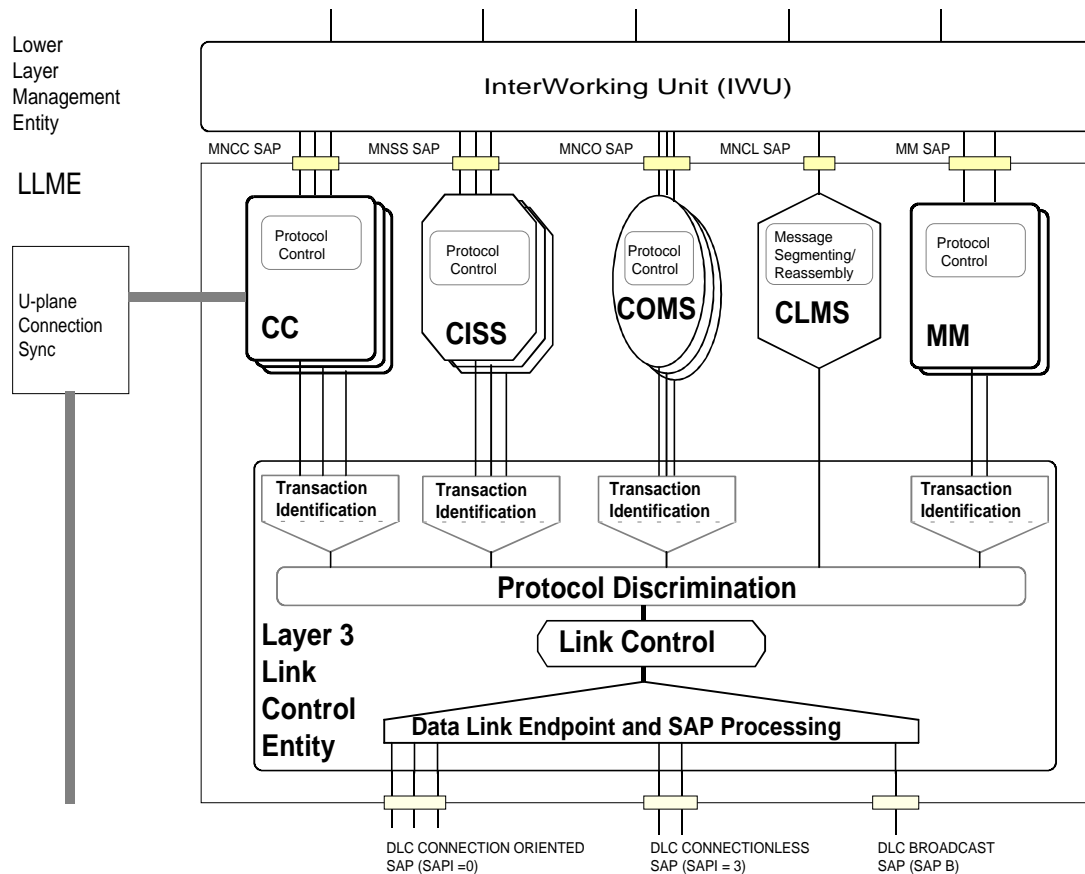 Lower
Layer
Management
Entity
InterWorking Unit (IWU)
MNCC SAP
MNSS SAP
MNCO SAP
MNCL SAP
MM SAP
LLME
Protocol
Control
CC
Protocol
Control
CISS
Protocol
Control
COMS
Message
Segmenting/
Reassembly
CLMS
Protocol
Control
MM
U-plane
Connection
Sync
Transaction
Identification
Transaction
Identification
Transaction
Identification
Transaction
Identification
Protocol Discrimination
Link Control
Layer 3
Link
Control
Entity
Data Link Endpoint and SAP Processing
DLC CONNECTION ORIENTED
SAP (SAPI =0)
DLC CONNECTIONLESS
SAP (SAPI = 3)
DLC BROADCAST
SAP (SAP B)